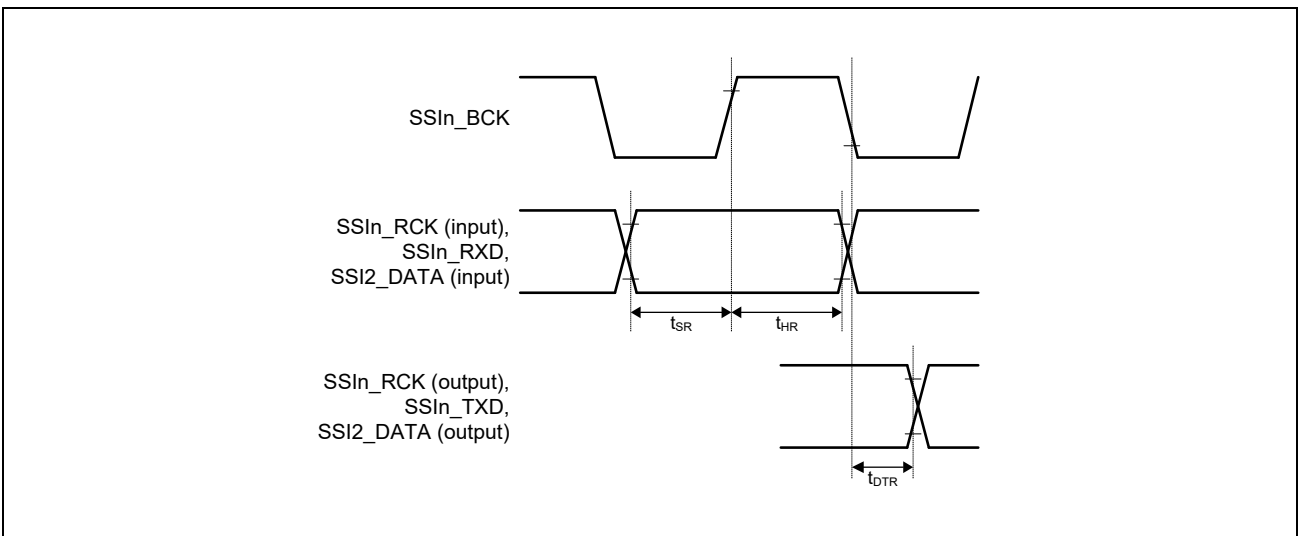 SSIn_BCK
SSIn_RCK (input),
SSIn_RXD,
SSI2_DATA (input)
tSR
tHR
SSIn_RCK (output),
SSIn_TXD,
SSI2_DATA (output)
tDTR